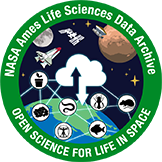 NASA Ames Life Sciences Data Archive
OPEN SCIENCE FOR LIFE IN SPACE